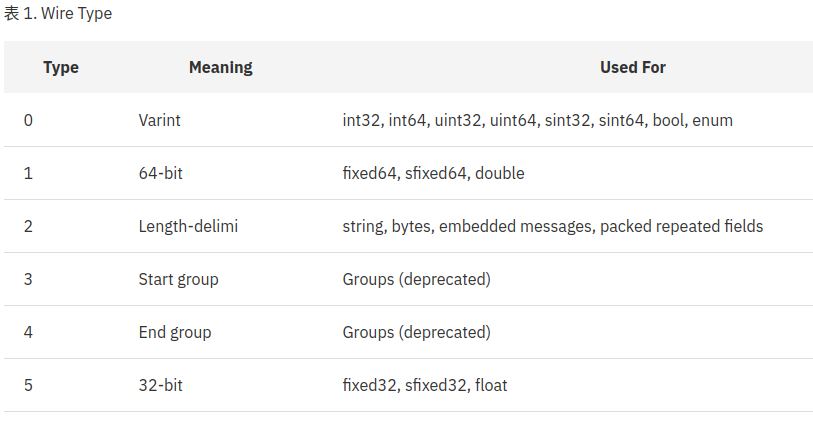 表 1. Wire Type
Type Meaning Used For
0 Varint int32, int64, uint32, uint64, sint32, sint64, bool, enum
1 64-bit fixed64, sfixed64, double
2 Length-delimi string, bytes, embedded messages, packed repeated fields
3 Start group Groups (deprecated)
4 End group Groups (deprecated)
5 32-bit fixed32, sfixed32, float